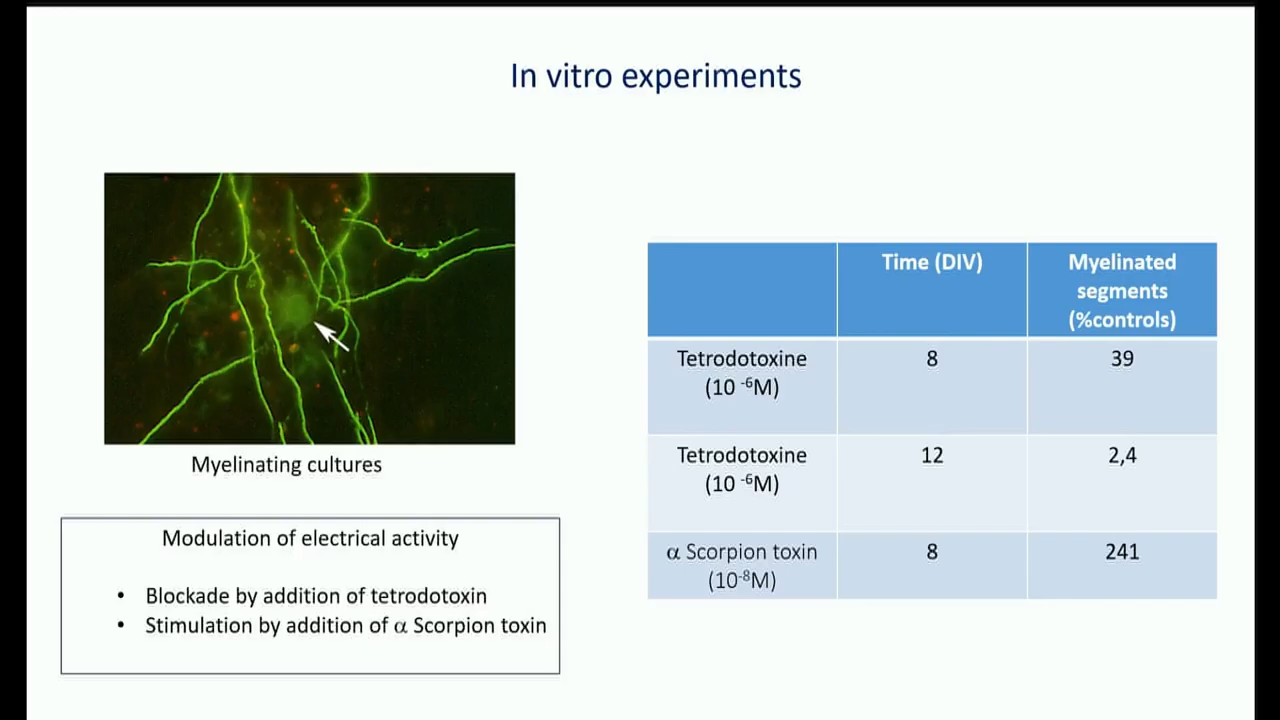 In vitro experiments
Myelinating cultures
Modulation of electrical activity
• Blockade by addition of tetrodotoxin
• Stimulation by addition of α Scorpion toxin
Time (DIV)
Myelinated
segments
(%controls)
Tetrodotoxine
(10 ⁻⁶M)
8
39
Tetrodotoxine
(10 ⁻⁶M)
12
2,4
α Scorpion toxin
(10⁻⁸M)
8
241